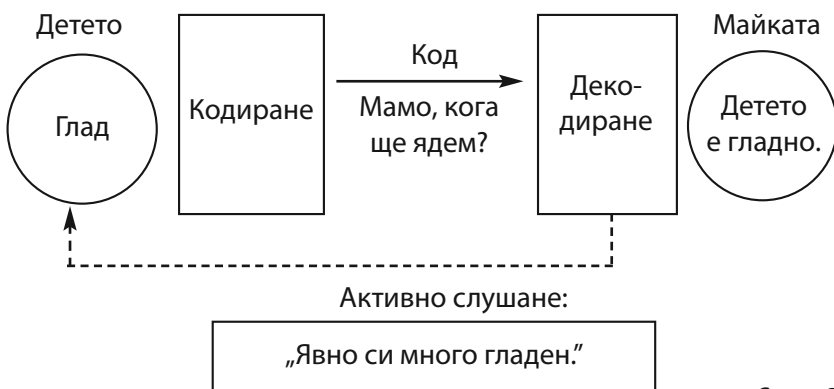 Детето
Майката
Глад
Кодиране
Код
Мамо, кога
ще ядем?
Деко-
диране
Детето
е гладно.
Активно слушане:
„Явно си много гладен.”